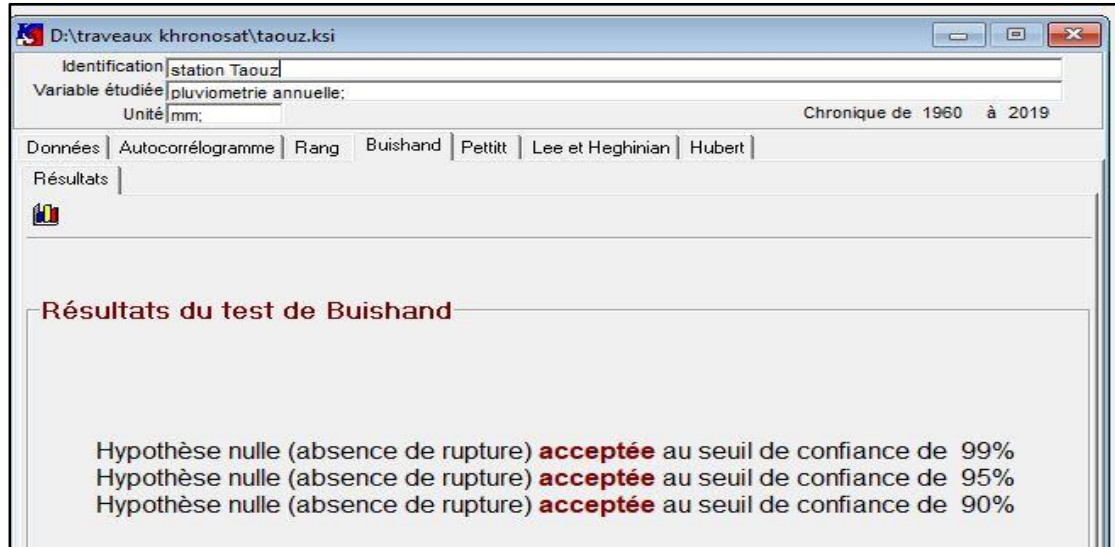 D:\traveaux khronosat\taouz.ksi
Identification station Taouz
Variable étudiée pluviometrie annuelle;
Unité mm; Chronique de 1960 à 2019
Données Autocorrélogramme Rang Buishand Pettitt Lee et Heghinian Hubert
Résultats
Résultats du test de Buishand
Hypothèse nulle (absence de rupture) acceptée au seuil de confiance de 99%
Hypothèse nulle (absence de rupture) acceptée au seuil de confiance de 95%
Hypothèse nulle (absence de rupture) acceptée au seuil de confiance de 90%